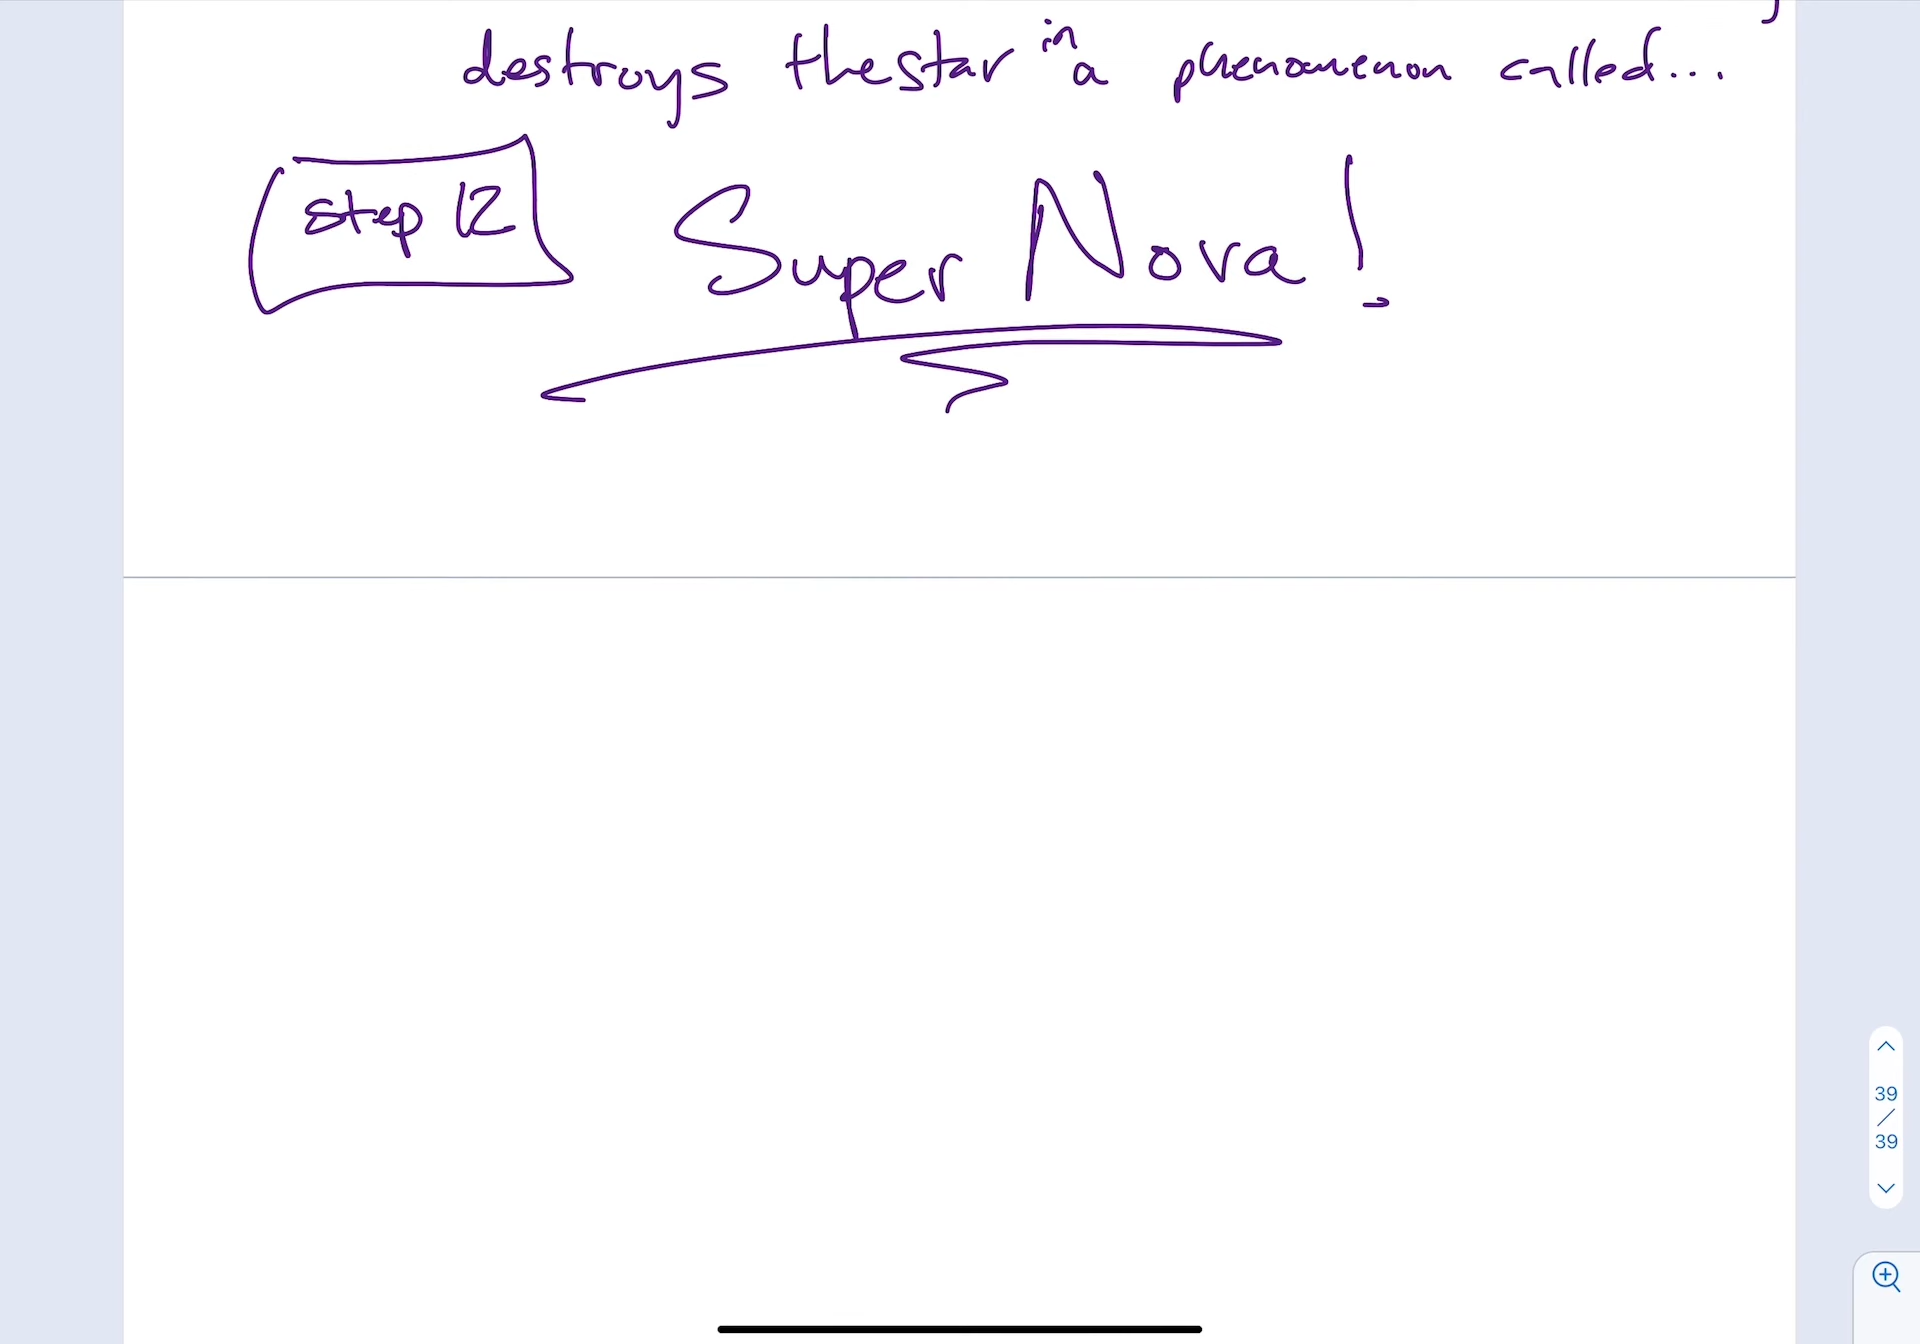 destroys the star in a phenomenon called...
step 12 Super Nova!
39
39